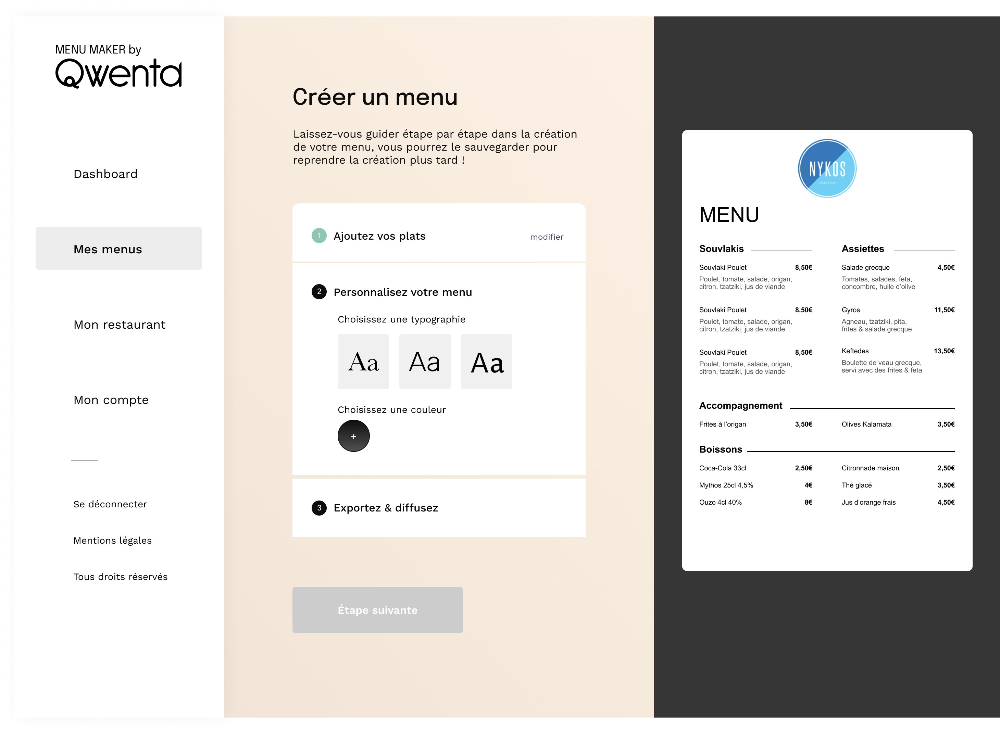 MENU MAKER by
Qwenta
Dashboard
Mes menus
Mon restaurant
Mon compte
Se déconnecter
Mentions légales
Tous droits réservés
Créer un menu
Laissez-vous guider étape par étape dans la création
de votre menu, vous pourrez le sauvegarder pour
reprendre la création plus tard !
1 Ajoutez vos plats modifier
2 Personnalisez votre menu
Choisissez une typographie
Aa Aa Aa
Choisissez une couleur
+
3 Exportez & diffusez
Étape suivante
NYKOS
— GREEK FOOD —
MENU
Souvlakis
Souvlaki Poulet 8,50€
Poulet, tomate, salade, origan,
citron, tzatziki, jus de viande
Souvlaki Poulet 8,50€
Poulet, tomate, salade, origan,
citron, tzatziki, jus de viande
Souvlaki Poulet 8,50€
Poulet, tomate, salade, origan,
citron, tzatziki, jus de viande
Assiettes
Salade grecque 4,50€
Tomates, salades, feta,
concombre, huile d’olive
Gyros 11,50€
Agneau, tzatziki, pita,
frites & salade grecque
Keftedes 13,50€
Boulette de veau grecque,
servi avec des frites & feta
Accompagnement
Frites à l’origan 3,50€ Olives Kalamata 3,50€
Boissons
Coca-Cola 33cl 2,50€ Citronnade maison 2,50€
Mythos 25cl 4,5% 4€ Thé glacé 3,50€
Ouzo 4cl 40% 8€ Jus d’orange frais 4,50€